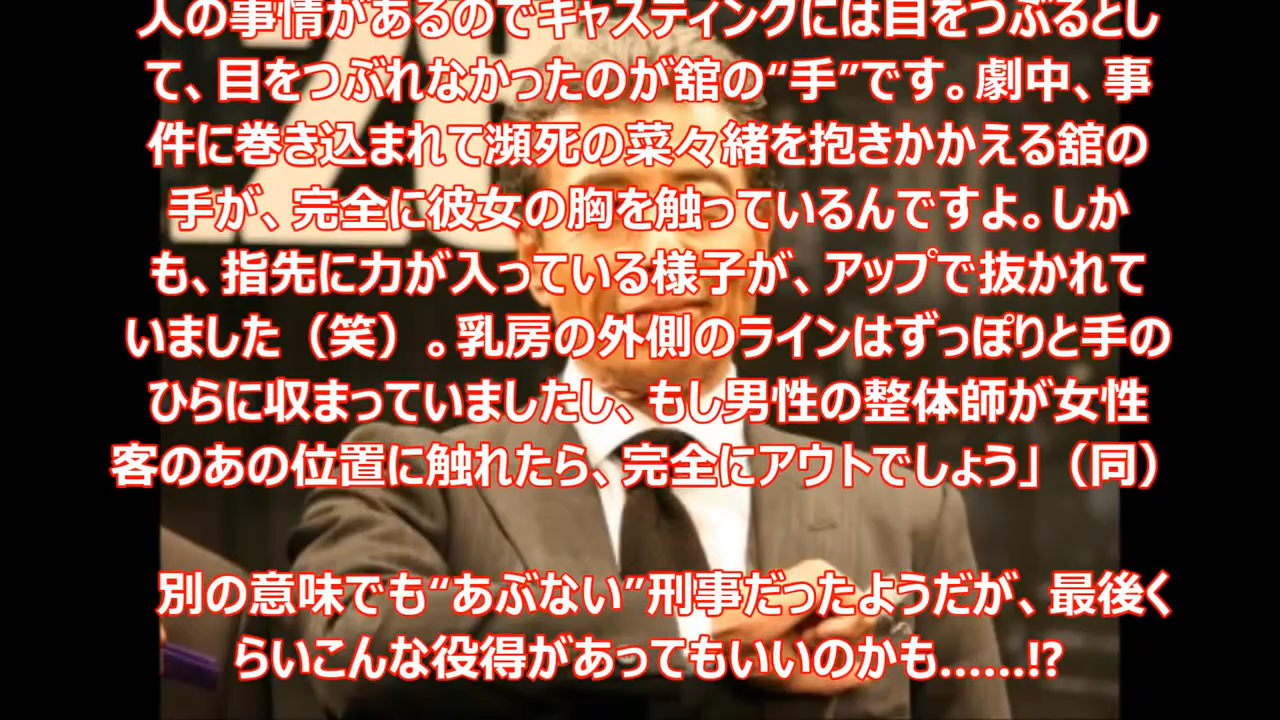 人の事情があるのでキャスティングには目をつぶるとし
て、目をつぶれなかったのが舘の“手”です。劇中、事
件に巻き込まれて瀕死の菜々緒を抱きかかえる舘の
手が、完全に彼女の胸を触っているんですよ。しか
も、指先に力が入っている様子が、アップで抜かれて
いました（笑）。乳房の外側のラインはずっぽりと手の
ひらに収まっていましたし、もし男性の整体師が女性
客のあの位置に触れたら、完全にアウトでしょう」（同）
別の意味でも“あぶない”刑事だったようだが、最後く
らいこんな役得があってもいいのかも……!?